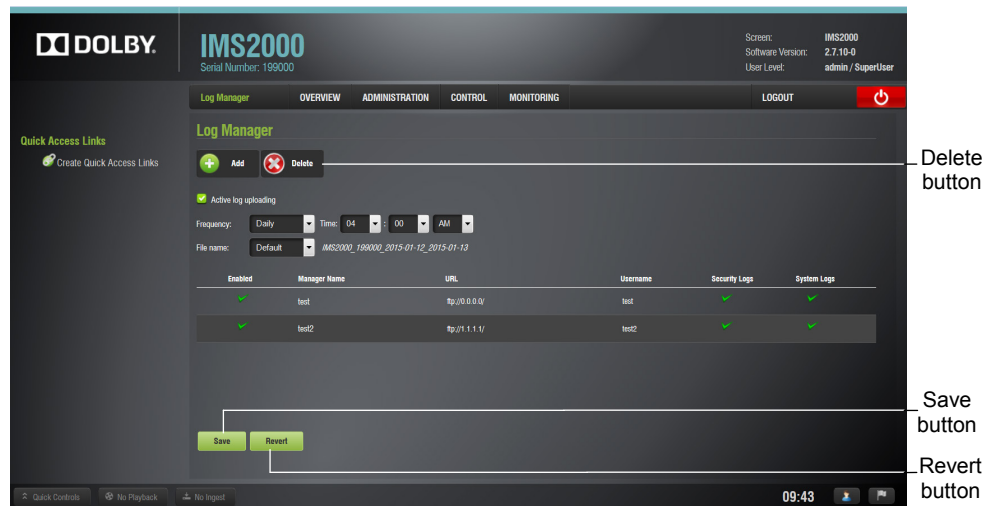 DOLBY.
IMS2000
Serial Number: 199000
Screen: IMS2000
Software Version: 2.7.10-0
User Level: admin / SuperUser
Log Manager OVERVIEW ADMINISTRATION CONTROL MONITORING LOGOUT
Quick Access Links
Create Quick Access Links
Log Manager
Add Delete
Delete button
Active log uploading
Frequency: Daily Time: 04 : 00 AM
File name: Default IMS2000_199000_2015-01-12_2015-01-13
Enabled Manager Name URL Username Security Logs System Logs
test ftp://0.0.0.0/ test
test2 ftp://1.1.1.1/ test2
Save button
Save Revert
Revert button
Quick Controls No Playback No Ingest 09:43